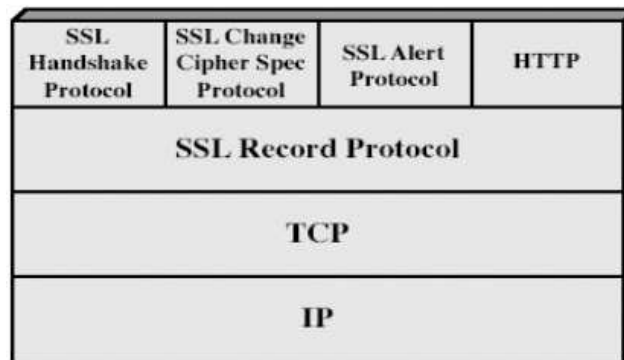 SSL
Handshake
Protocol
SSL Change
Cipher Spec
Protocol
SSL Alert
Protocol
HTTP
SSL Record Protocol
TCP
IP